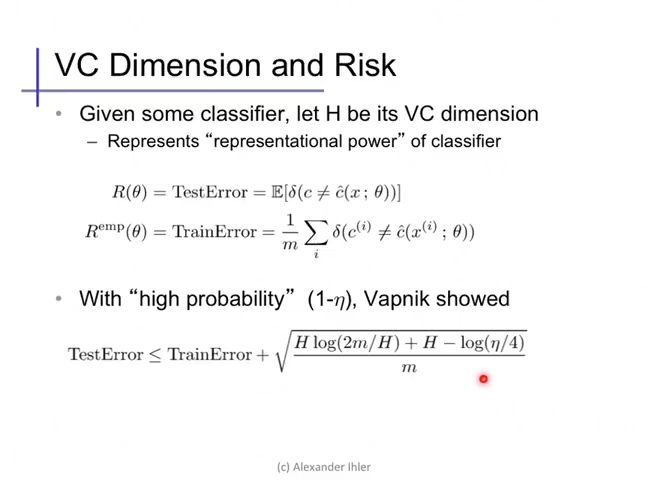 VC Dimension and Risk
• Given some classifier, let H be its VC dimension
– Represents “representational power” of classifier
R(θ) = TestError = 𝔼[δ(c ≠ ĉ(x ; θ))]
R^emp(θ) = TrainError = 1/m ∑_i δ(c^(i) ≠ ĉ(x^(i) ; θ))
• With “high probability” (1-η), Vapnik showed
TestError ≤ TrainError + √((H log(2m/H) + H − log(η/4))/m)
(c) Alexander Ihler